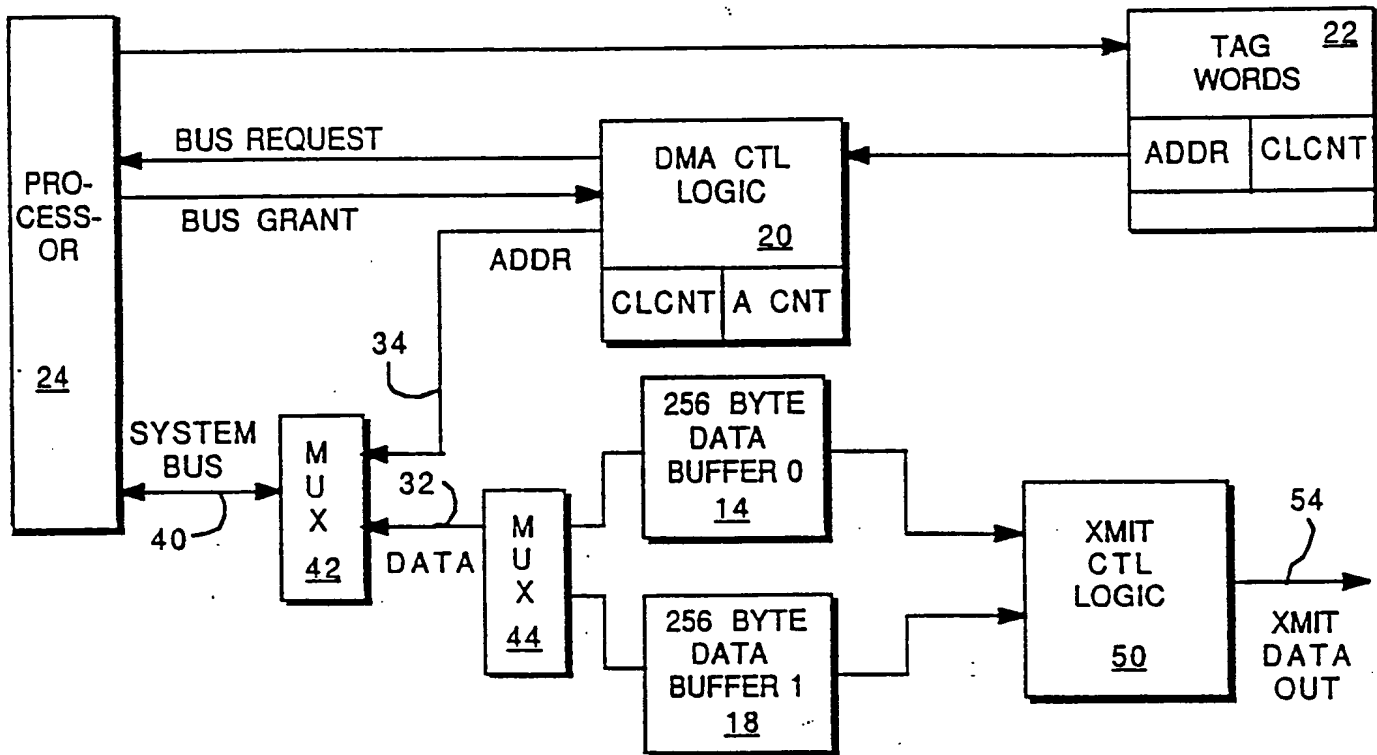 PRO-
CESS-
OR
24
BUS REQUEST
BUS GRANT
ADDR
DMA CTL
LOGIC
20
CLCNT
A CNT
TAG
WORDS
22
ADDR
CLCNT
34
SYSTEM
BUS
40
MUX
42
32
DATA
MUX
44
256 BYTE
DATA
BUFFER 0
14
256 BYTE
DATA
BUFFER 1
18
XMIT
CTL
LOGIC
50
54
XMIT
DATA
OUT